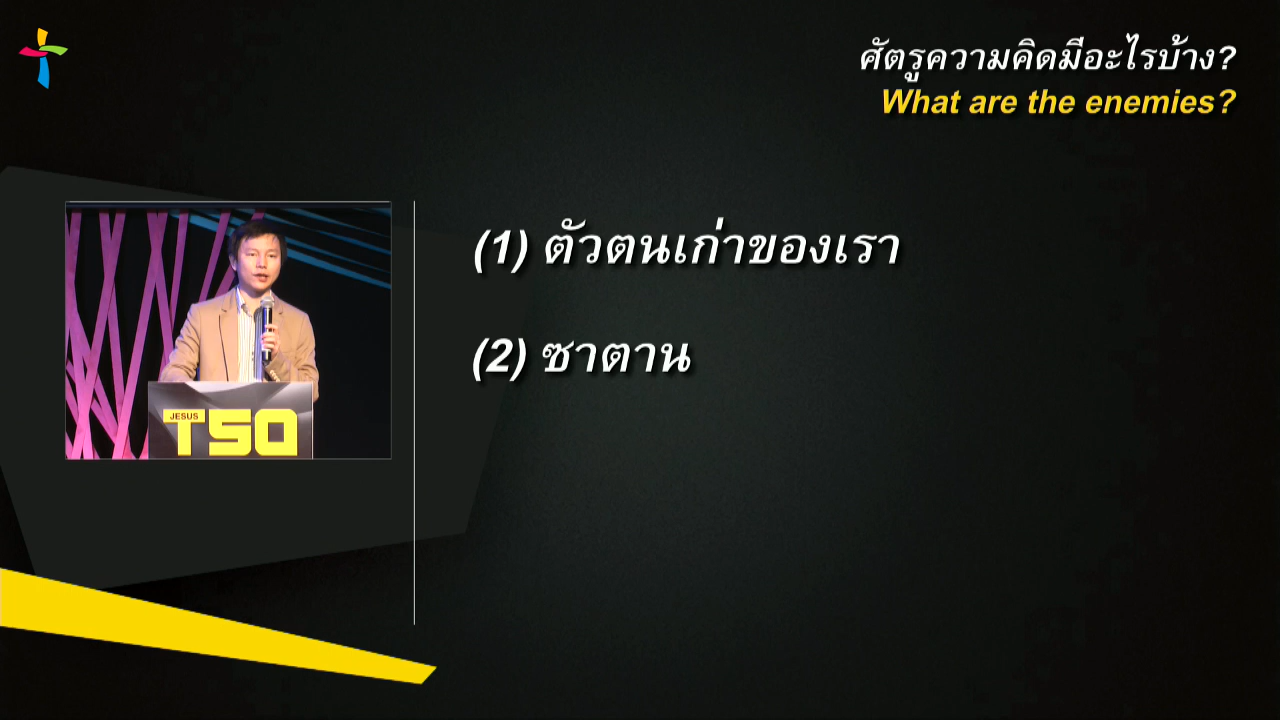 ศัตรูความคิดมีอะไรบ้าง?
What are the enemies?
(1) ตัวตนเก่าของเรา
(2) ซาตาน
JESUS
TSO